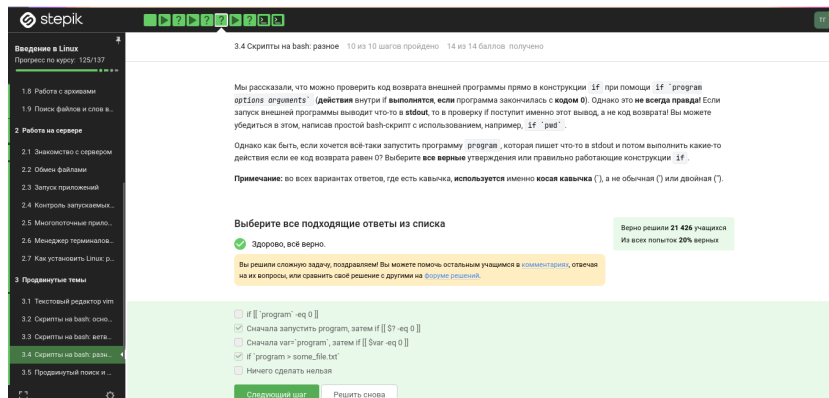 stepik
ТГ
Введение в Linux
Прогресс по курсу: 125/137
1.8 Работа с архивами
1.9 Поиск файлов и слов в...
2 Работа на сервере
2.1 Знакомство с сервером
2.2 Обмен файлами
2.3 Запуск приложений
2.4 Контроль запускаемых...
2.5 Многопоточные прило...
2.6 Менеджер терминалов...
2.7 Как установить Linux: p...
3 Продвинутые темы
3.1 Текстовый редактор vim
3.2 Скрипты на bash: осно...
3.3 Скрипты на bash: ветв...
3.4 Скрипты на bash: разн...
3.5 Продвинутый поиск и ...
3.4 Скрипты на bash: разное 10 из 10 шагов пройдено 14 из 14 баллов получено
Мы рассказали, что можно проверить код возврата внешней программы прямо в конструкции if при помощи if `program
options arguments` (действия внутри if выполнятся, если программа закончилась с кодом 0). Однако это не всегда правда! Если
запуск внешней программы выводит что-то в stdout, то в проверку if поступит именно этот вывод, а не код возврата! Вы можете
убедиться в этом, написав простой bash-скрипт с использованием, например, if `pwd` .
Однако как быть, если хочется всё-таки запустить программу program , которая пишет что-то в stdout и потом выполнить какие-то
действия если ее код возврата равен 0? Выберите все верные утверждения или правильно работающие конструкции if .
Примечание: во всех вариантах ответов, где есть кавычка, используется именно косая кавычка (`), а не обычная (') или двойная (").
Выберите все подходящие ответы из списка
Здорово, всё верно.
Верно решили 21 426 учащихся
Из всех попыток 20% верных
Вы решили сложную задачу, поздравляем! Вы можете помочь остальным учащимся в комментариях, отвечая
на их вопросы, или сравнить своё решение с другими на форуме решений.
if [[ `program` -eq 0 ]]
Сначала запустить program, затем if [[ $? -eq 0 ]]
Сначала var=`program`, затем if [[ $var -eq 0 ]]
if `program > some_file.txt`
Ничего сделать нельзя
Следующий шаг
Решить снова